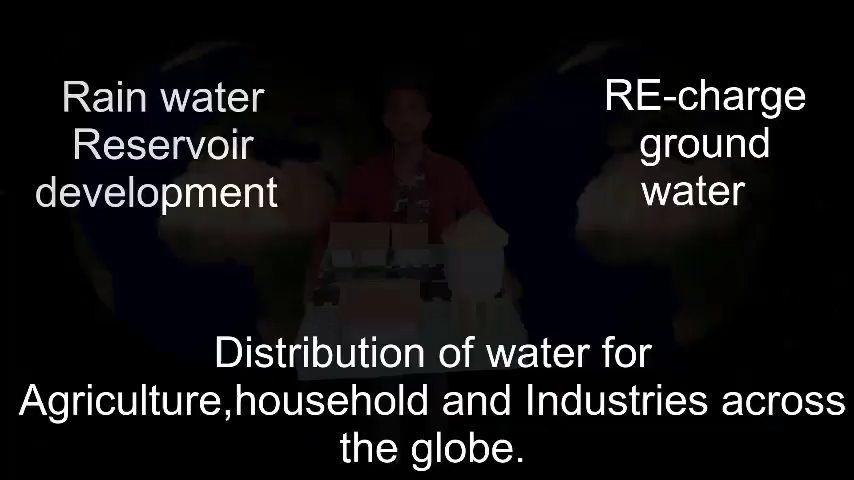 Rain water
Reservoir
development
RE-charge
ground
water
Distribution of water for
Agriculture,household and Industries across
the globe.